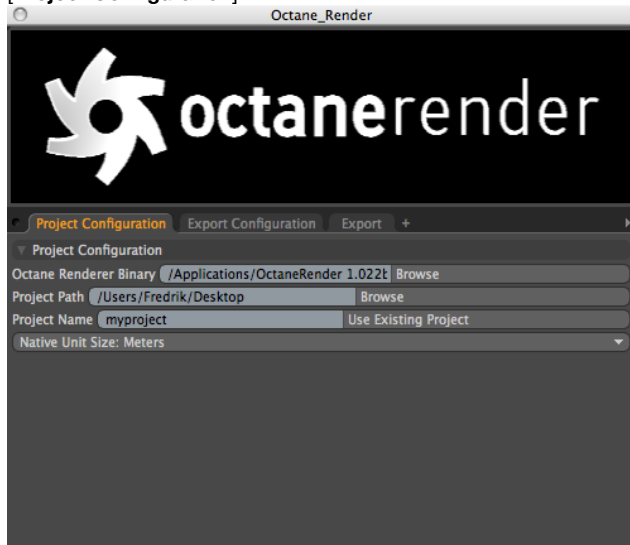 Octane_Render
octanerender
Project Configuration Export Configuration Export +
Project Configuration
Octane Renderer Binary /Applications/OctaneRender 1.022b Browse
Project Path /Users/Fredrik/Desktop Browse
Project Name myproject Use Existing Project
Native Unit Size: Meters